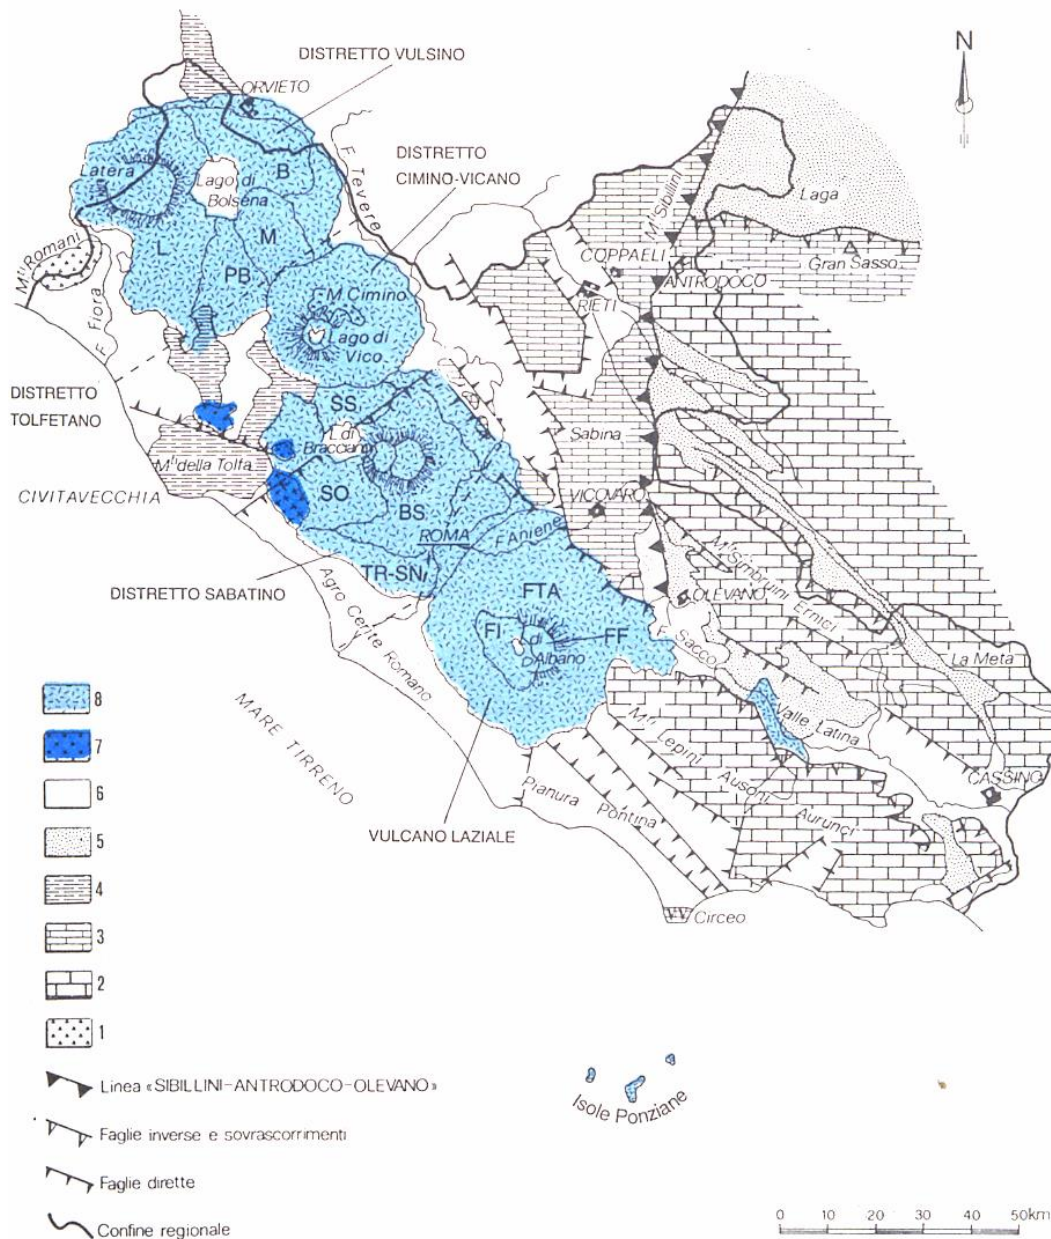 N
DISTRETTO VULSINO
ORVIETO
DISTRETTO
CIMINO-VICANO
F. Tevere
Latera
Lago di
Bolsena
B
Laga
M.ti Sibillini
L
M
PB
M.ti Romani
F. Fiora
COPPAELI
Gran Sasso
ANTRODOCO
RIETI
M. Cimino
Lago di
Vico
DISTRETTO
TOLFETANO
SS
L. di
Bracciano
Sabina
M.ti della Tolfa
CIVITAVECCHIA
SO
BS
VICOVARO
ROMA
F. Aniene
M.ti Simbruini Ernici
TR-SN
DISTRETTO SABATINO
Agro Cerite Romano
FTA
OLEVANO
FI
L. di
Albano
FF
F. Sacco
La Meta
MARE TIRRENO
Valle Latina
M.ti Lepini
Ausoni
Aurunci
CASSINO
Pianura Pontina
VULCANO LAZIALE
Circeo
8
7
6
5
4
3
2
1
Linea «SIBILLINI-ANTRODOCO-OLEVANO»
Isole Ponziane
Faglie inverse e sovrascorrimenti
Faglie dirette
Confine regionale
0 10 20 30 40 50km